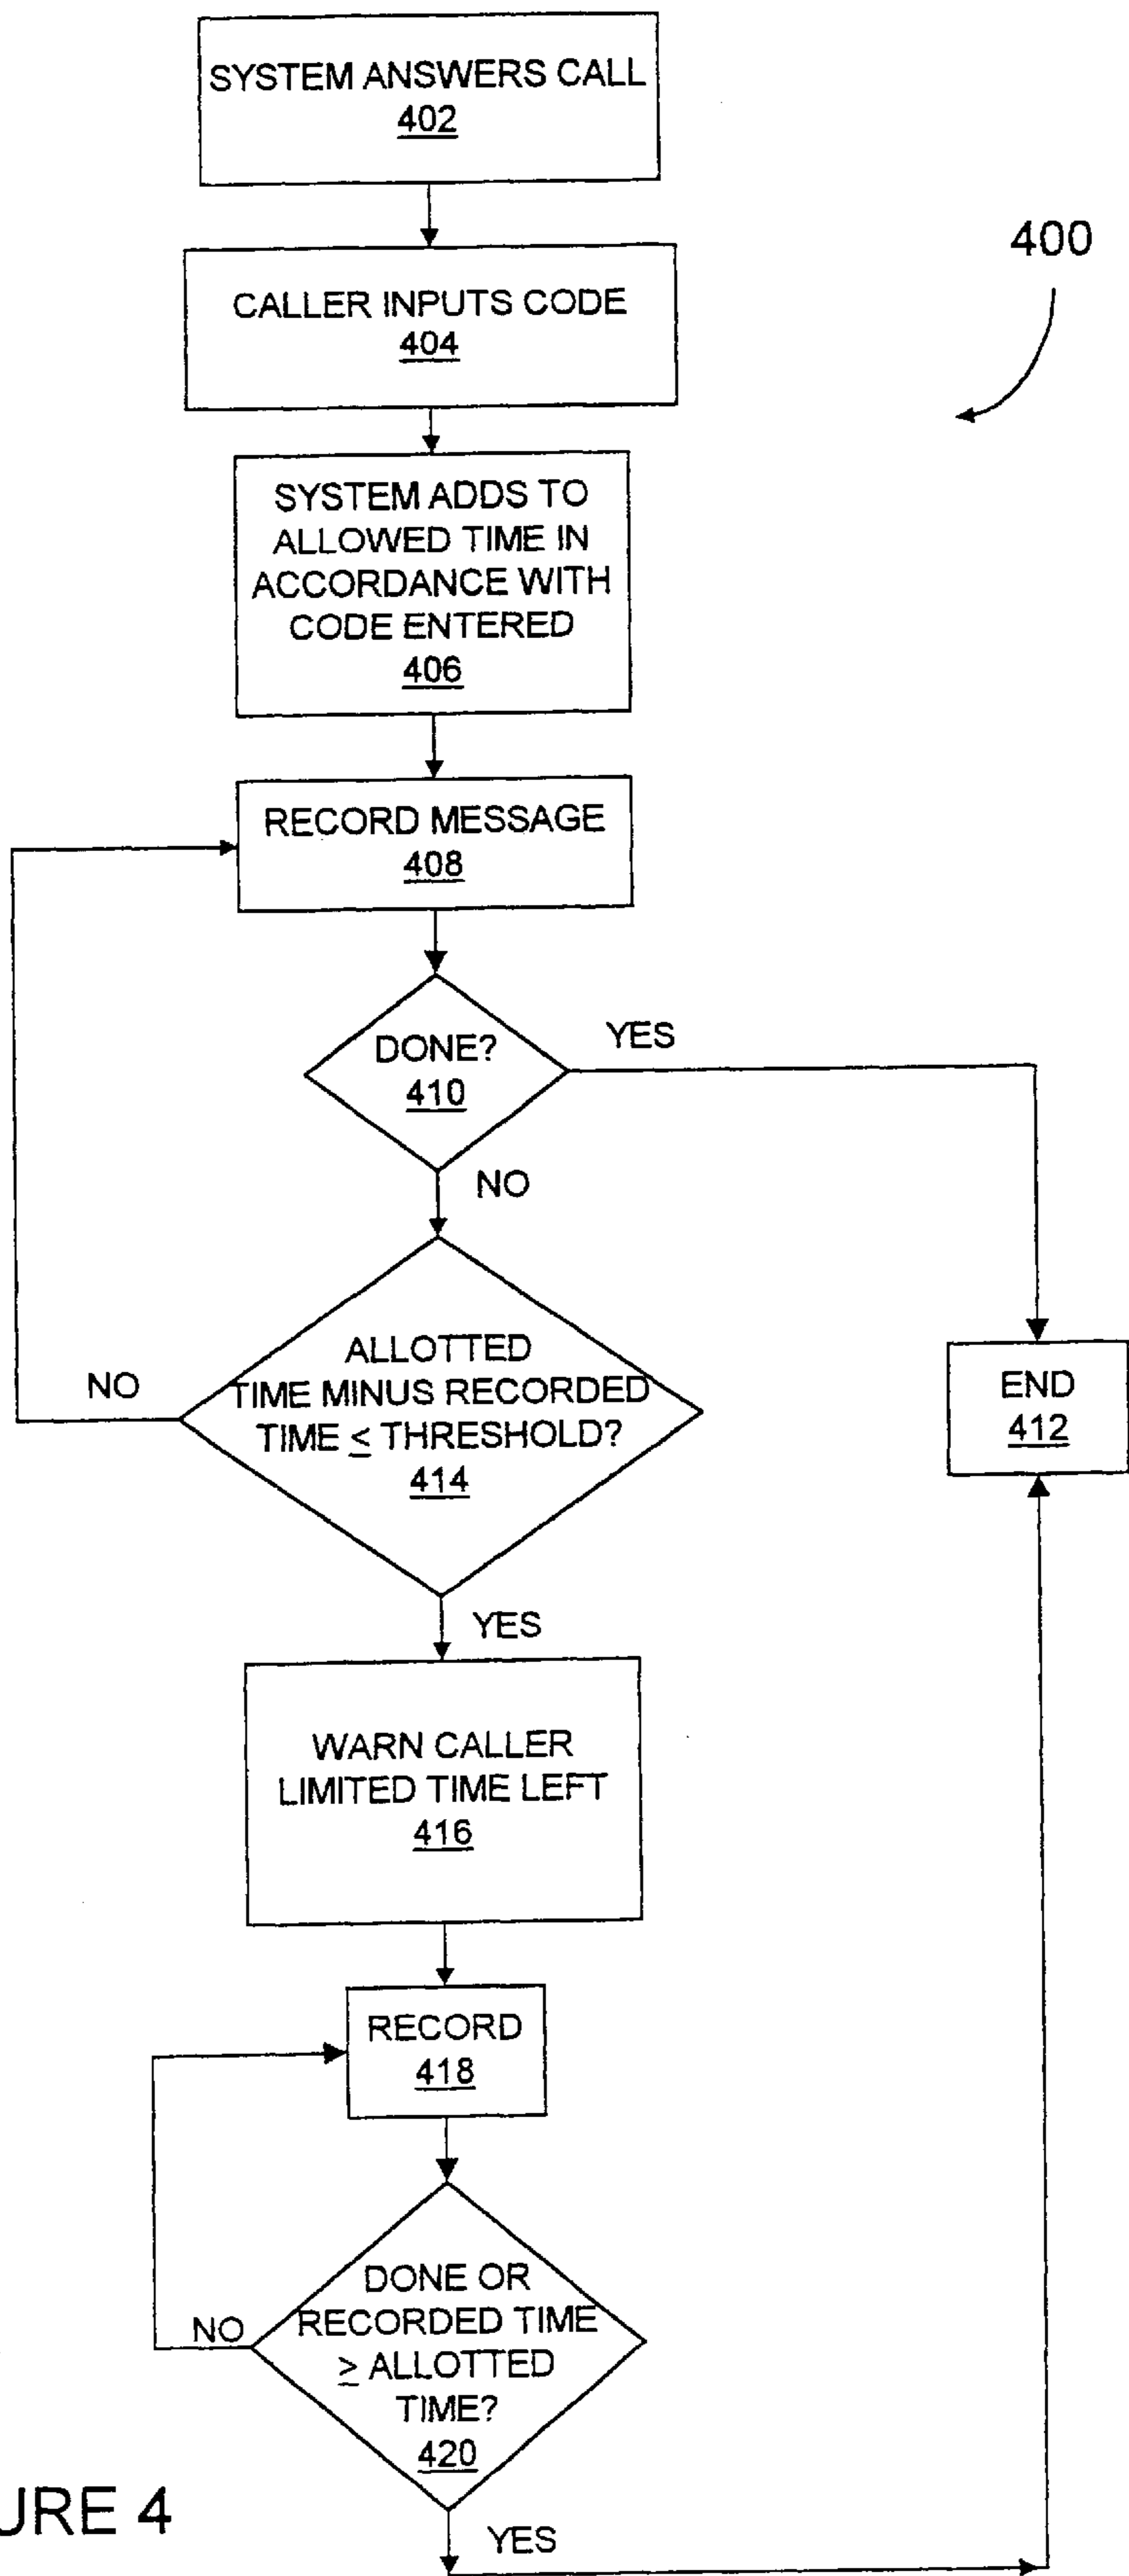 SYSTEM ANSWERS CALL
402
400
CALLER INPUTS CODE
404
SYSTEM ADDS TO
ALLOWED TIME IN
ACCORDANCE WITH
CODE ENTERED
406
RECORD MESSAGE
408
DONE?
410
YES
NO
ALLOTTED
TIME MINUS RECORDED
TIME ≤ THRESHOLD?
414
NO
END
412
YES
WARN CALLER
LIMITED TIME LEFT
416
RECORD
418
DONE OR
RECORDED TIME
≥ ALLOTTED
TIME?
420
NO
YES
URE 4